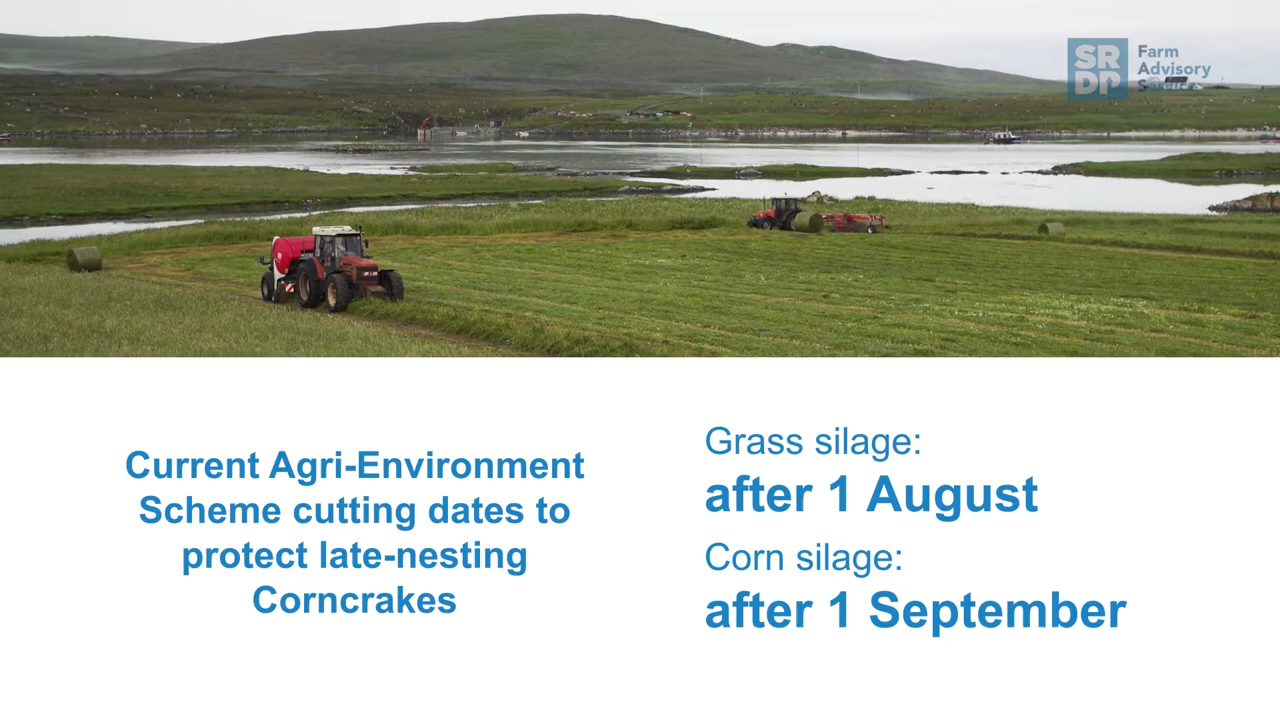 SR
DP
Farm
Advisory
Service
Current Agri-Environment
Scheme cutting dates to
protect late-nesting
Corncrakes
Grass silage:
after 1 August
Corn silage:
after 1 September